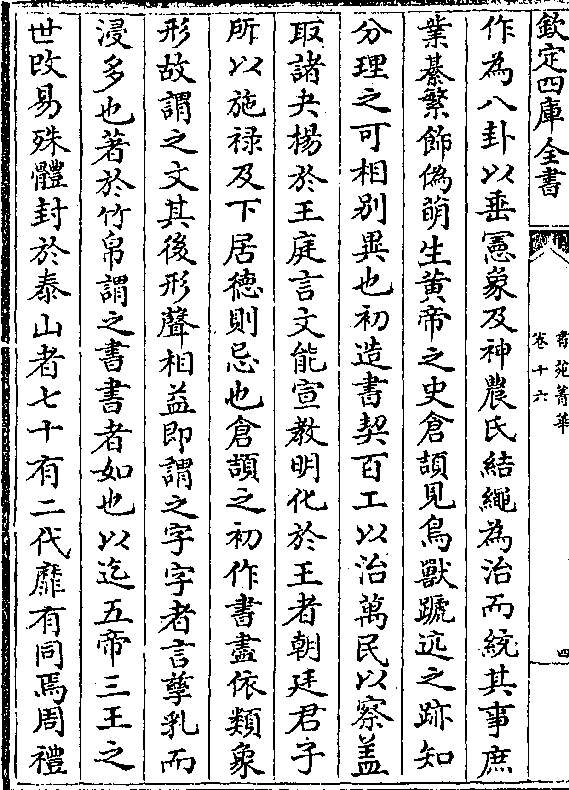 欽定四庫全書
書苑菁華
卷十六
四
作為八卦以垂憲象及神農氏結繩為治而統其事庶
業綦繁飾偽萌生黄帝之史倉頡見鳥獸蹏迒之跡知
分理之可相别異也初造書契百工以治萬民以察盖
取諸夬楊於王庭言文能宣教明化於王者朝廷君子
所以施禄及下居徳則忌也倉頡之初作書盡依類象
形故謂之文其後形聲相益即謂之字字者言孳乳而
浸多也著於竹帛謂之書書者如也以迄五帝三王之
世改易殊體封於泰山者七十有二代靡有同焉周禮